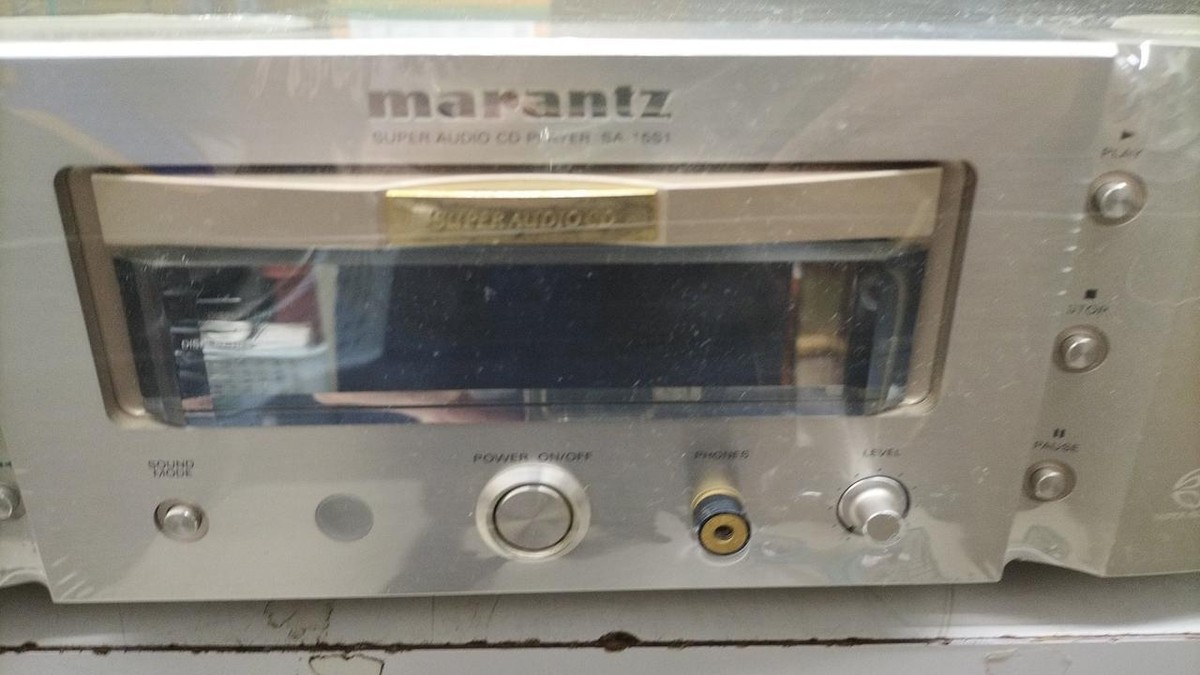 marantz
SUPER AUDIO CD PLAYER SA-15S1
SUPER AUDIO CD
PLAY
STOP
PAUSE
SOUND
MODE
POWER ON/OFF
PHONES
LEVEL